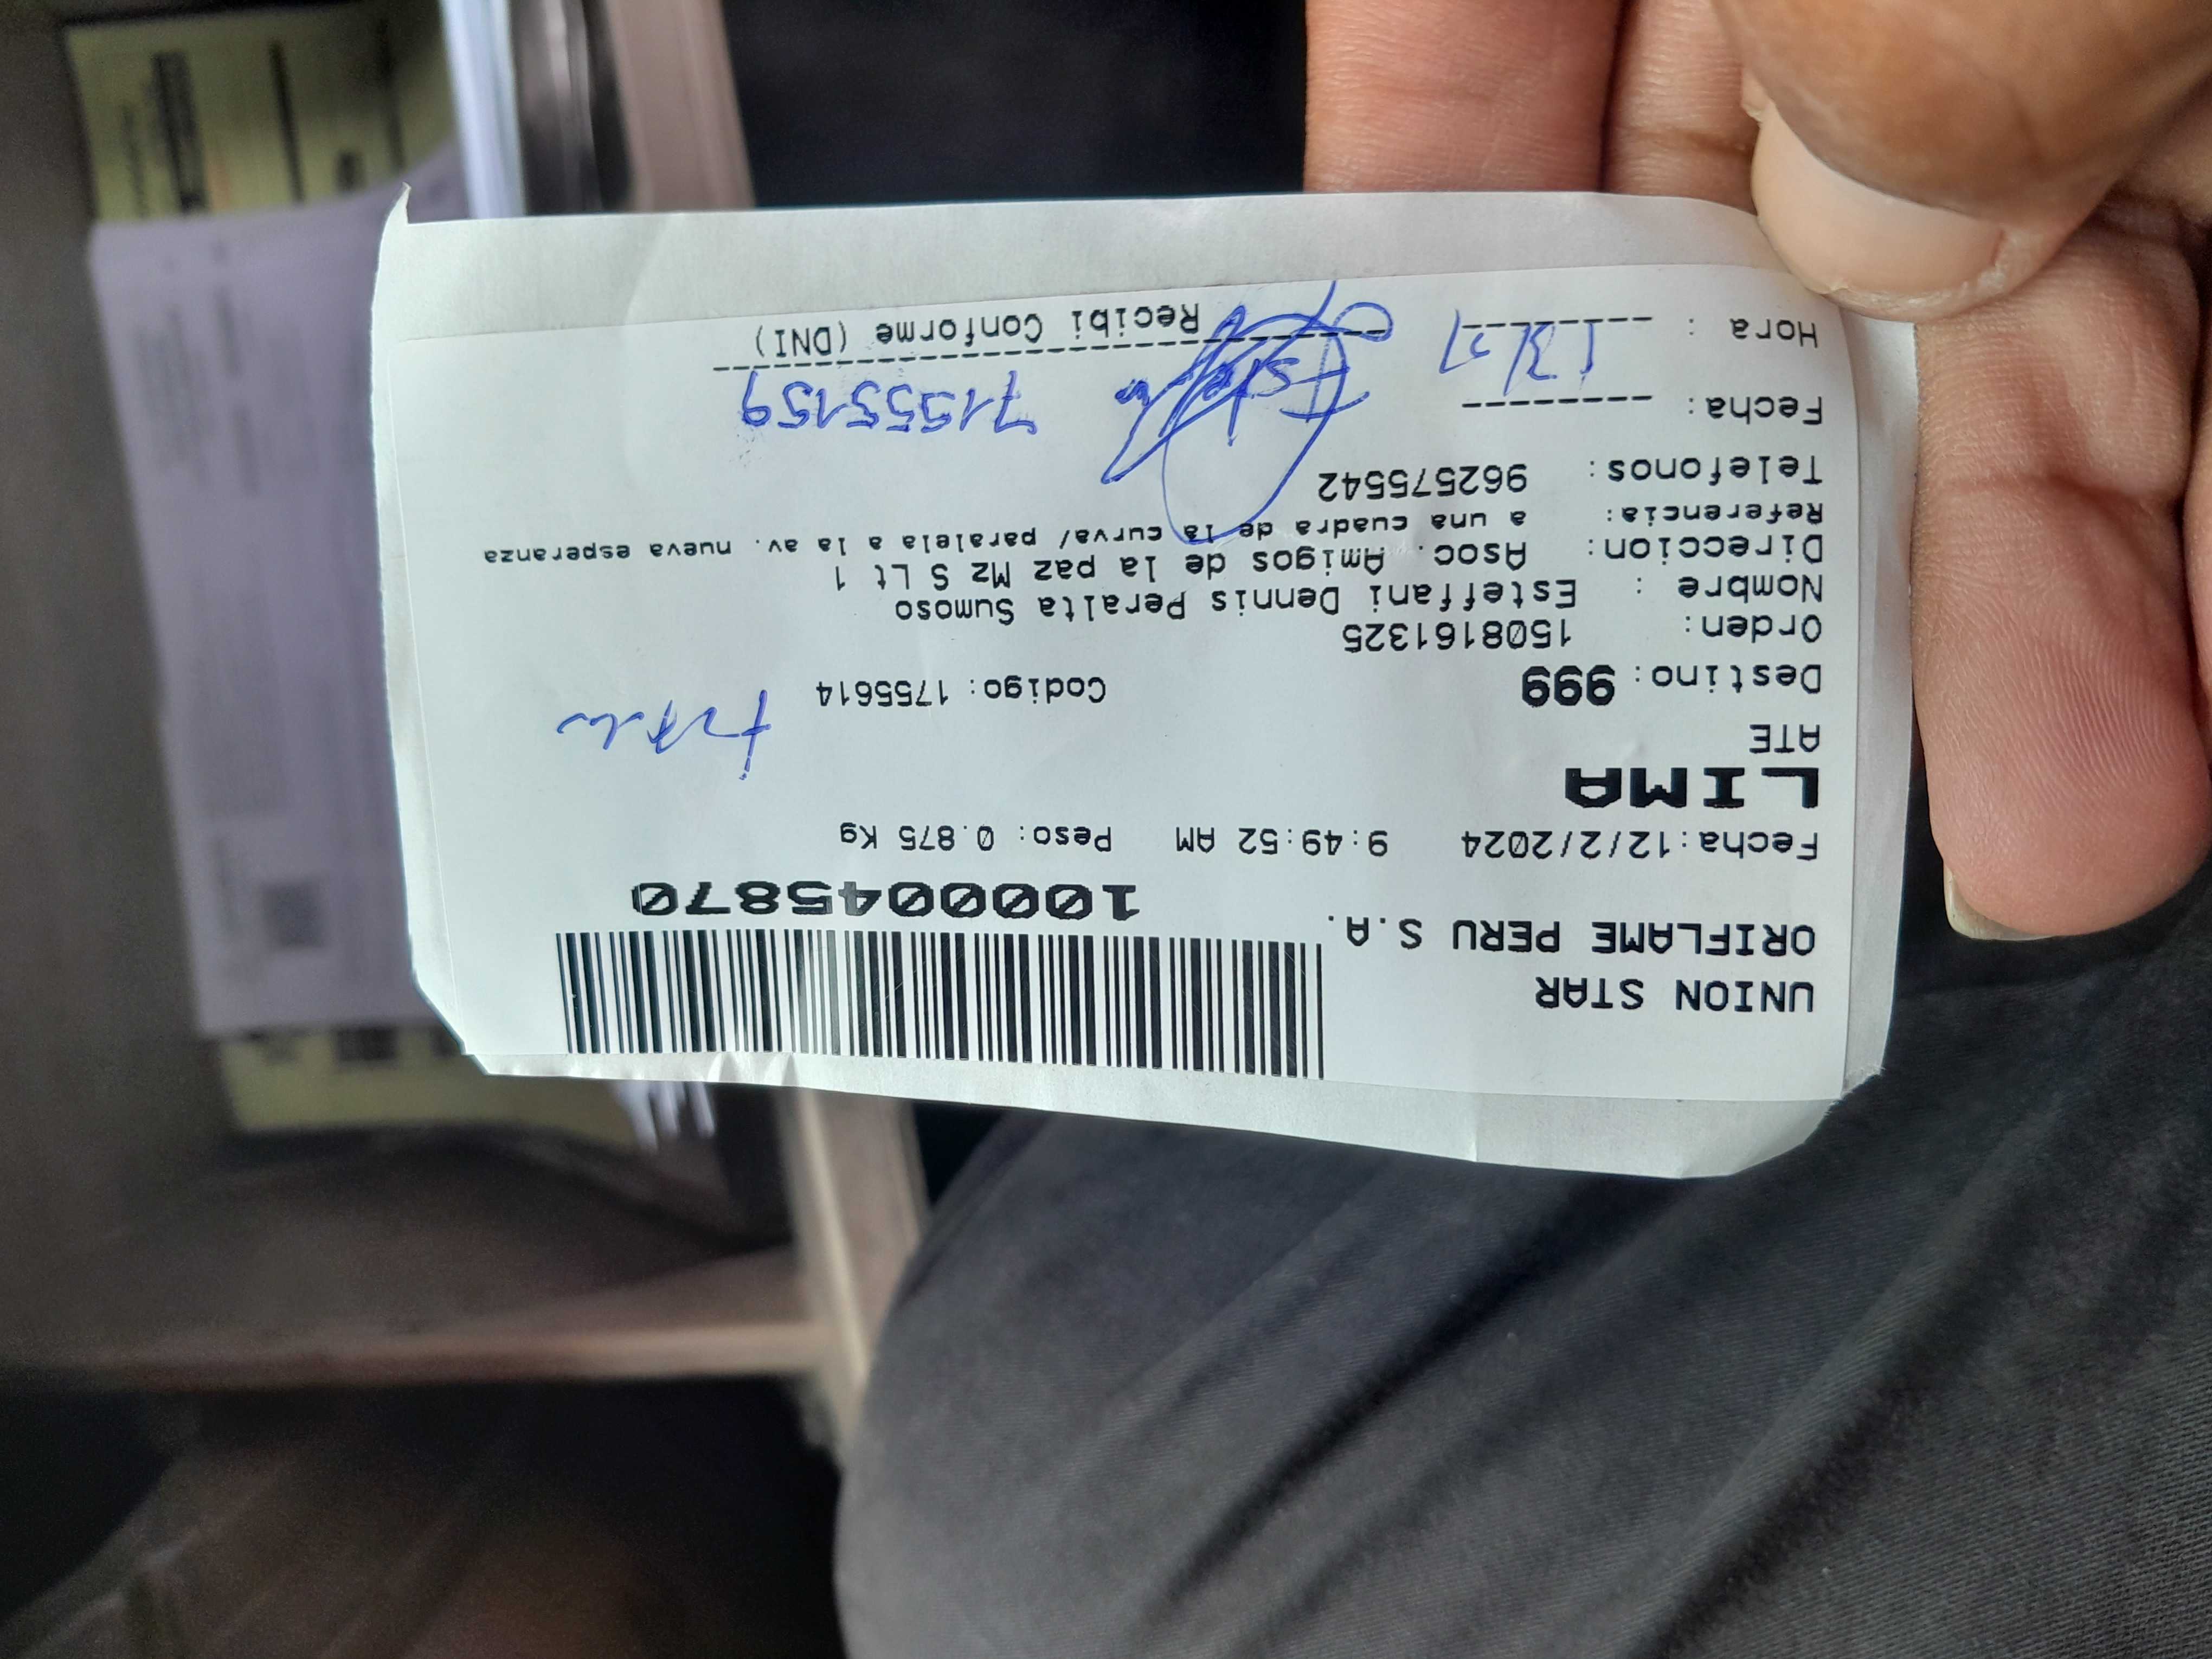 UNION STAR
ORIFLAME PERU S.A.
1000045870
Fecha:12/2/2024 9:49:52 AM Peso: 0.875 Kg
LIMA
ATE
Destino: 999 Codigo: 1755614
Orden: 1508161325
Nombre : Esteffani Dennis Peralta Sumoso
Direccion: Asoc. Amigos de la paz Mz S Lt 1
Referencia: a una cuadra de la curva/ paralela a la av. nueva esperanza
Telefonos: 962575542
Fecha: --------
71555159
Hora : --------
Recibi Conforme (DNI)